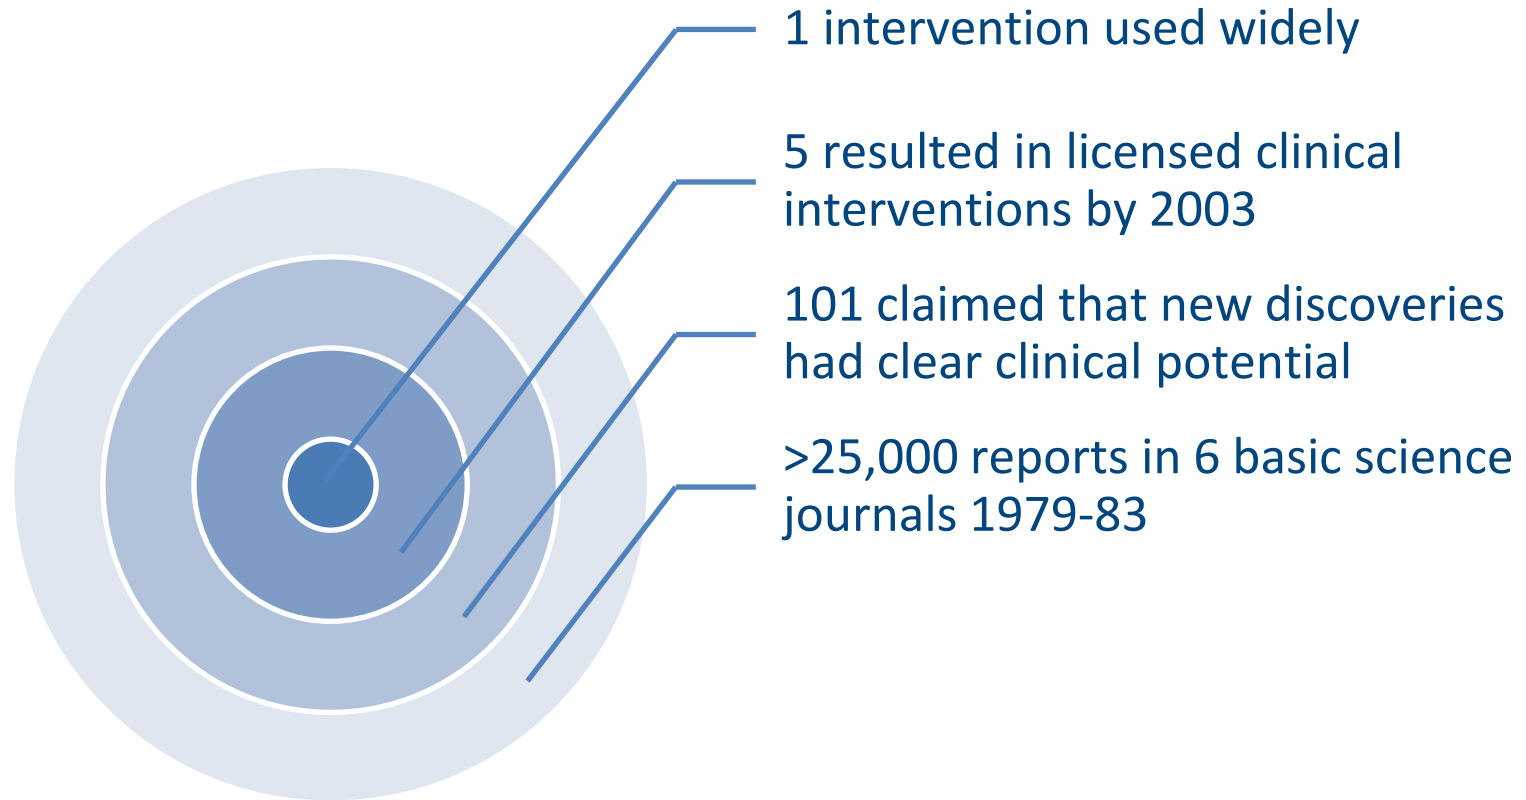 1 intervention used widely
5 resulted in licensed clinical
interventions by 2003
101 claimed that new discoveries
had clear clinical potential
>25,000 reports in 6 basic science
journals 1979-83